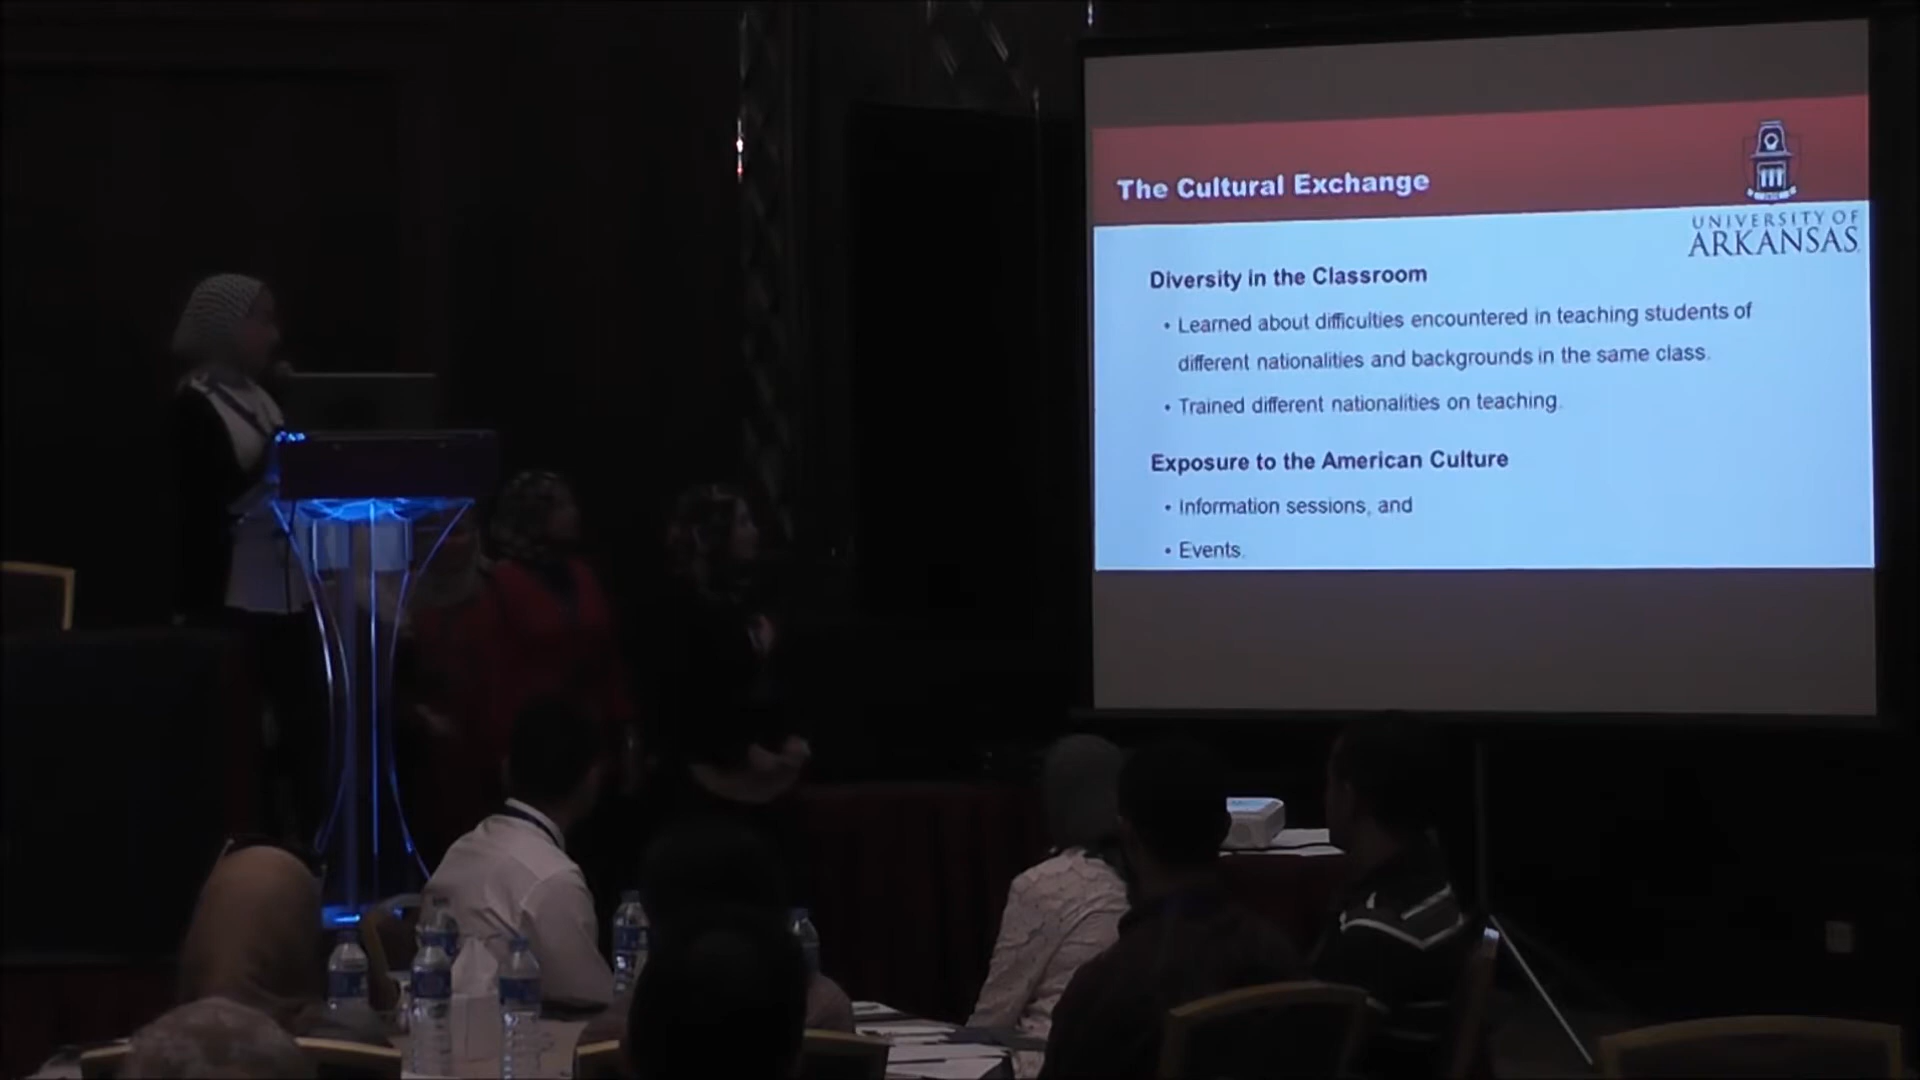 The Cultural Exchange
UNIVERSITY OF
ARKANSAS
Diversity in the Classroom
• Learned about difficulties encountered in teaching students of
different nationalities and backgrounds in the same class.
• Trained different nationalities on teaching.
Exposure to the American Culture
• Information sessions, and
• Events.